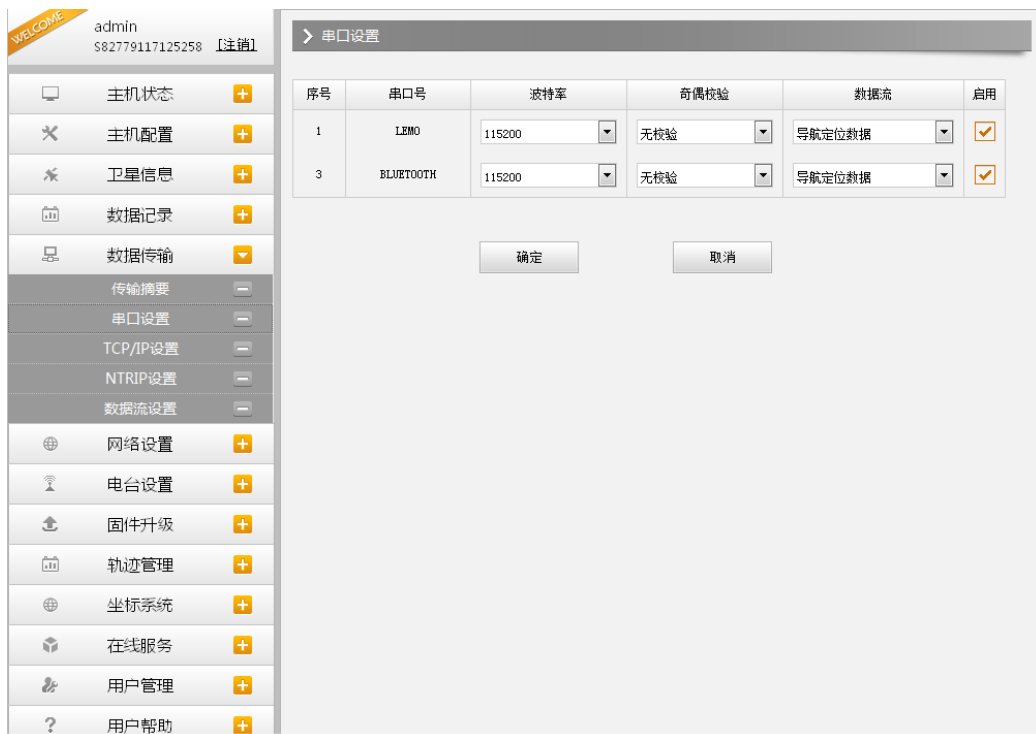 WELCOME
admin
S82779117125258 [注销]
主机状态
主机配置
卫星信息
数据记录
数据传输
传输摘要
串口设置
TCP/IP设置
NTRIP设置
数据流设置
网络设置
电台设置
固件升级
轨迹管理
坐标系统
在线服务
用户管理
用户帮助
串口设置
序号 串口号 波特率 奇偶校验 数据流 启用
1 LEMO 115200 无校验 导航定位数据
3 BLUETOOTH 115200 无校验 导航定位数据
确定 取消